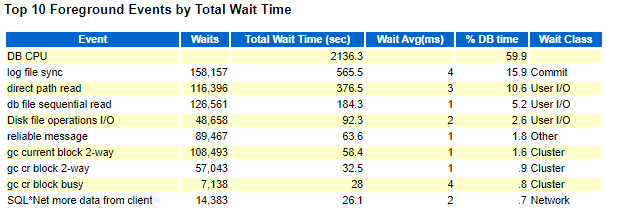 Top 10 Foreground Events by Total Wait Time
Event Waits Total Wait Time (sec) Wait Avg(ms) % DB time Wait Class
DB CPU 2136.3 59.9
log file sync 158,157 565.5 4 15.9 Commit
direct path read 116,396 376.5 3 10.6 User I/O
db file sequential read 126,561 184.3 1 5.2 User I/O
Disk file operations I/O 48,658 92.3 2 2.6 User I/O
reliable message 89,467 63.6 1 1.8 Other
gc current block 2-way 108,493 58.4 1 1.6 Cluster
gc cr block 2-way 57,043 32.5 1 .9 Cluster
gc cr block busy 7,138 28 4 .8 Cluster
SQL*Net more data from client 14,383 26.1 2 .7 Network